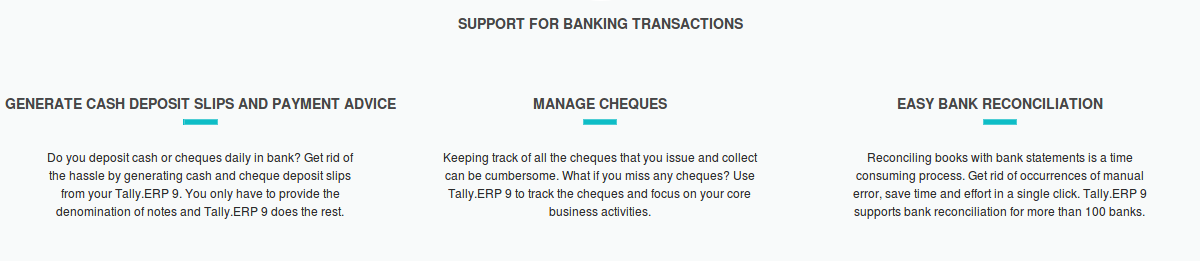 SUPPORT FOR BANKING TRANSACTIONS
GENERATE CASH DEPOSIT SLIPS AND PAYMENT ADVICE
Do you deposit cash or cheques daily in bank? Get rid of
the hassle by generating cash and cheque deposit slips
from your Tally.ERP 9. You only have to provide the
denomination of notes and Tally.ERP 9 does the rest.
MANAGE CHEQUES
Keeping track of all the cheques that you issue and collect
can be cumbersome. What if you miss any cheques? Use
Tally.ERP 9 to track the cheques and focus on your core
business activities.
EASY BANK RECONCILIATION
Reconciling books with bank statements is a time
consuming process. Get rid of occurrences of manual
error, save time and effort in a single click. Tally.ERP 9
supports bank reconciliation for more than 100 banks.